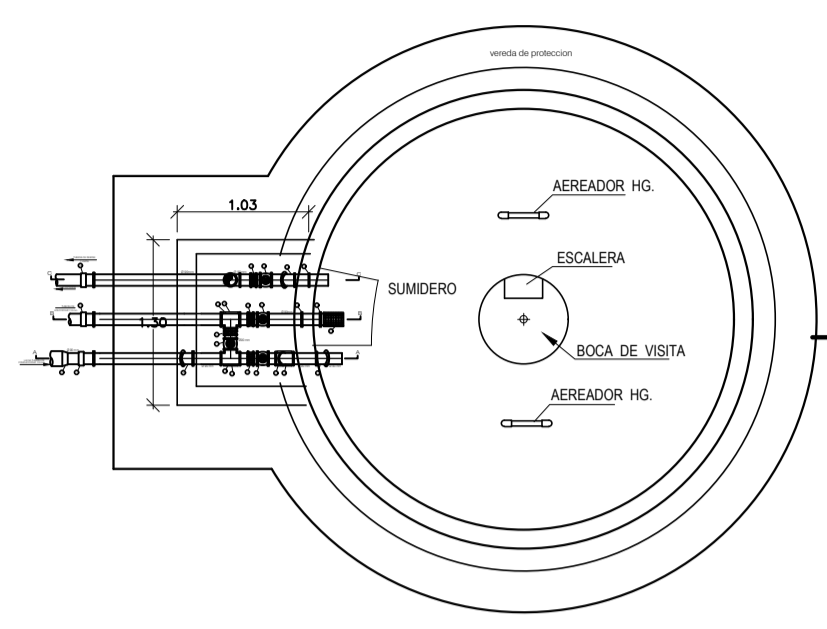 vereda de proteccion
AEREADOR HG.
1.03
ESCALERA
C
C
SUMIDERO
B
B
1.30
BOCA DE VISITA
A
A
AEREADOR HG.